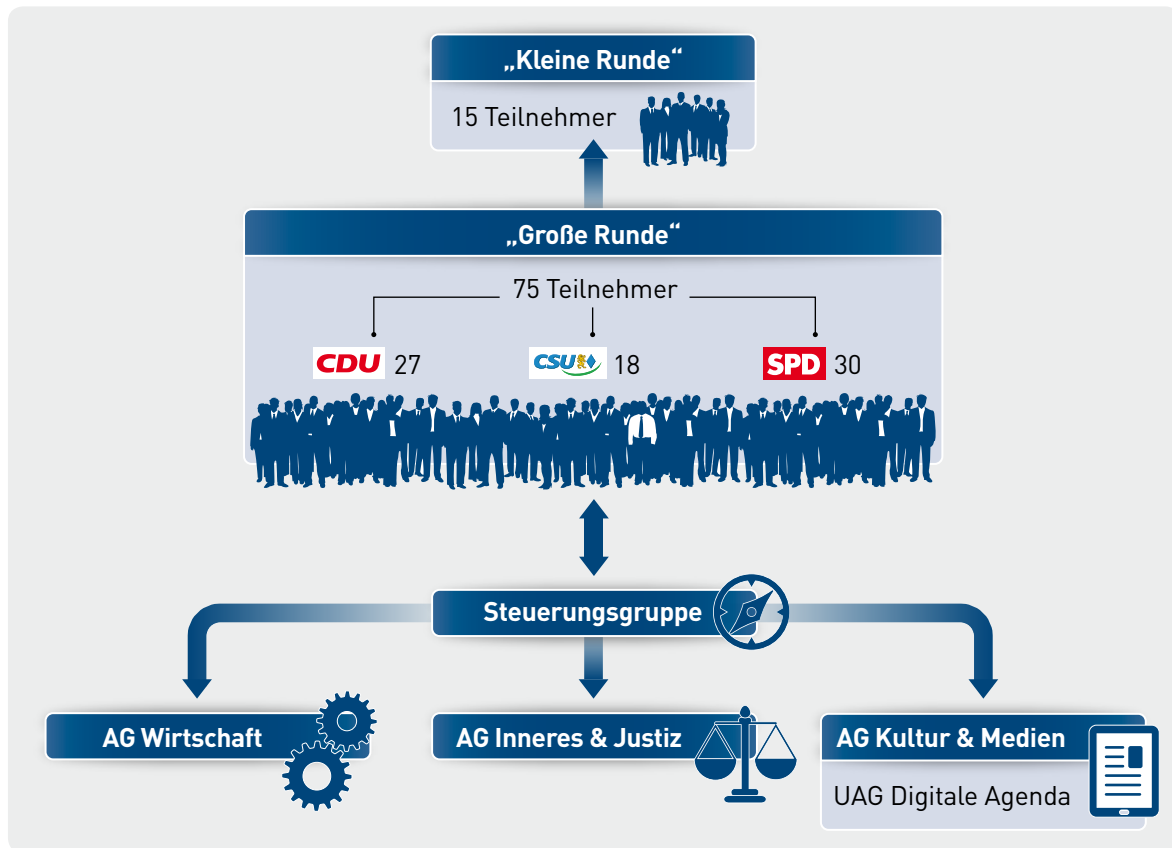 „Kleine Runde“
15 Teilnehmer
„Große Runde“
75 Teilnehmer
CDU 27
CSU 18
SPD 30
Steuerungsgruppe
AG Wirtschaft
AG Inneres & Justiz
AG Kultur & Medien
UAG Digitale Agenda